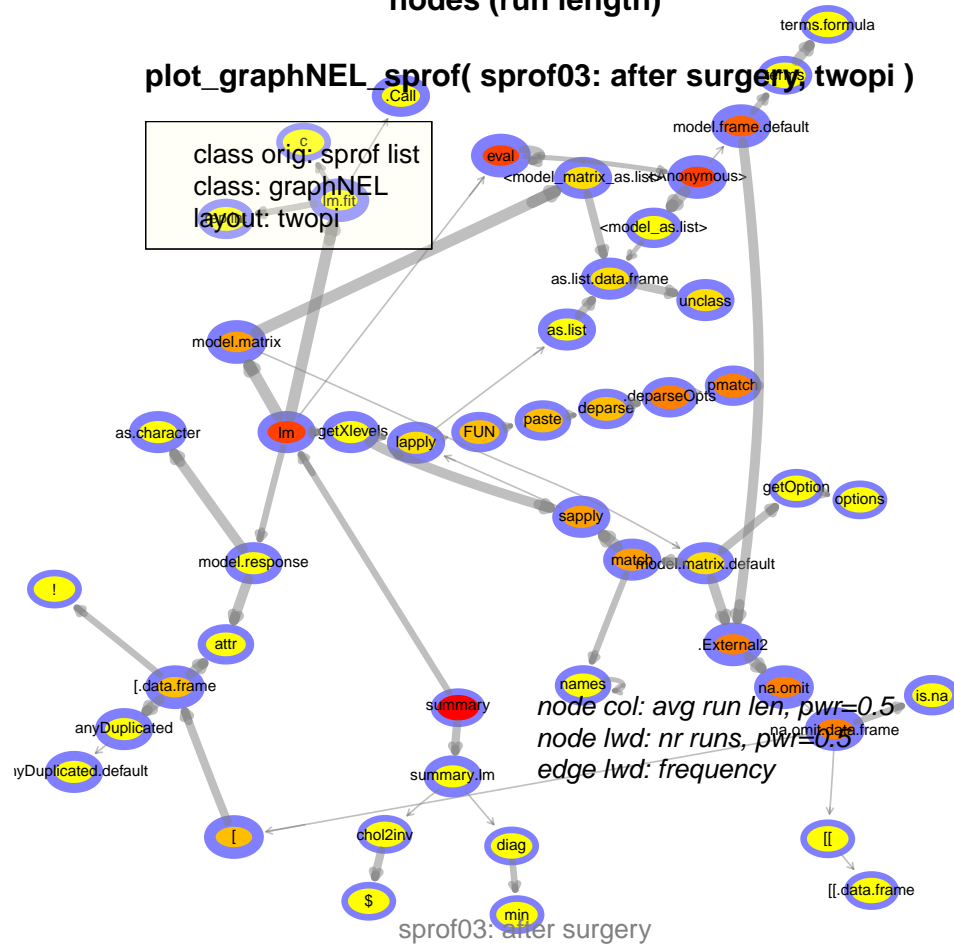 nodes (run length)
terms.formula
plot_graphNEL_sprof( sprof03: after surgery, twopi )
terms
.Call
model.frame.default
c
class orig: sprof list
eval
<model_matrix_as.list>
<Anonymous>
class: graphNEL
lm.fit
layout: twopi
<model_as.list>
as.list.data.frame
unclass
as.list
model.matrix
pmatch
.deparseOpts
deparse
paste
FUN
as.character
lm
.getXlevels
lapply
getOption
options
sapply
match
model.matrix.default
model.response
!
attr
.External2
[.data.frame
names
na.omit
is.na
summary
node col: avg run len, pwr=0.5
anyDuplicated
na.omit.data.frame
node lwd: nr runs, pwr=0.5
nyDuplicated.default
summary.lm
edge lwd: frequency
[
chol2inv
diag
[[
[[.data.frame
$
min
sprof03: after surgery